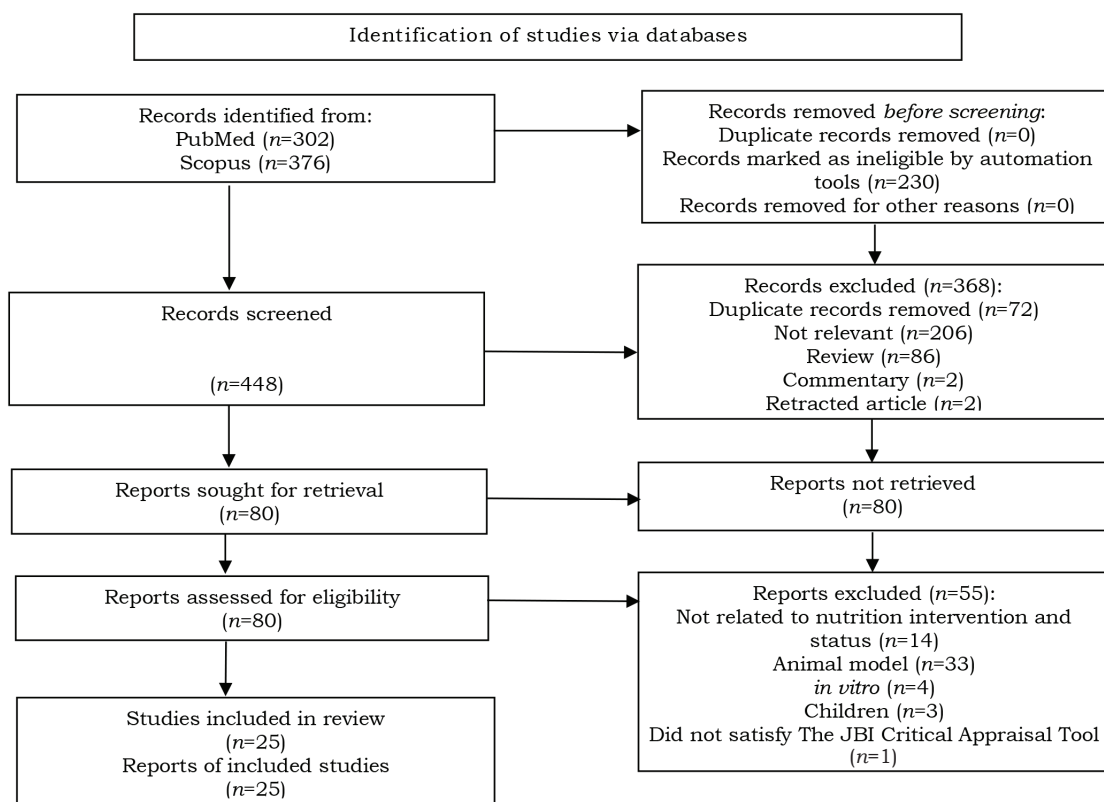 Identification of studies via databases
Records identified from:
PubMed (n=302)
Scopus (n=376)
Records removed before screening:
Duplicate records removed (n=0)
Records marked as ineligible by automation
tools (n=230)
Records removed for other reasons (n=0)
Records screened
(n=448)
Records excluded (n=368):
Duplicate records removed (n=72)
Not relevant (n=206)
Review (n=86)
Commentary (n=2)
Retracted article (n=2)
Reports sought for retrieval
(n=80)
Reports not retrieved
(n=80)
Reports assessed for eligibility
(n=80)
Reports excluded (n=55):
Not related to nutrition intervention and
status (n=14)
Animal model (n=33)
in vitro (n=4)
Children (n=3)
Did not satisfy The JBI Critical Appraisal Tool
(n=1)
Studies included in review
(n=25)
Reports of included studies
(n=25)